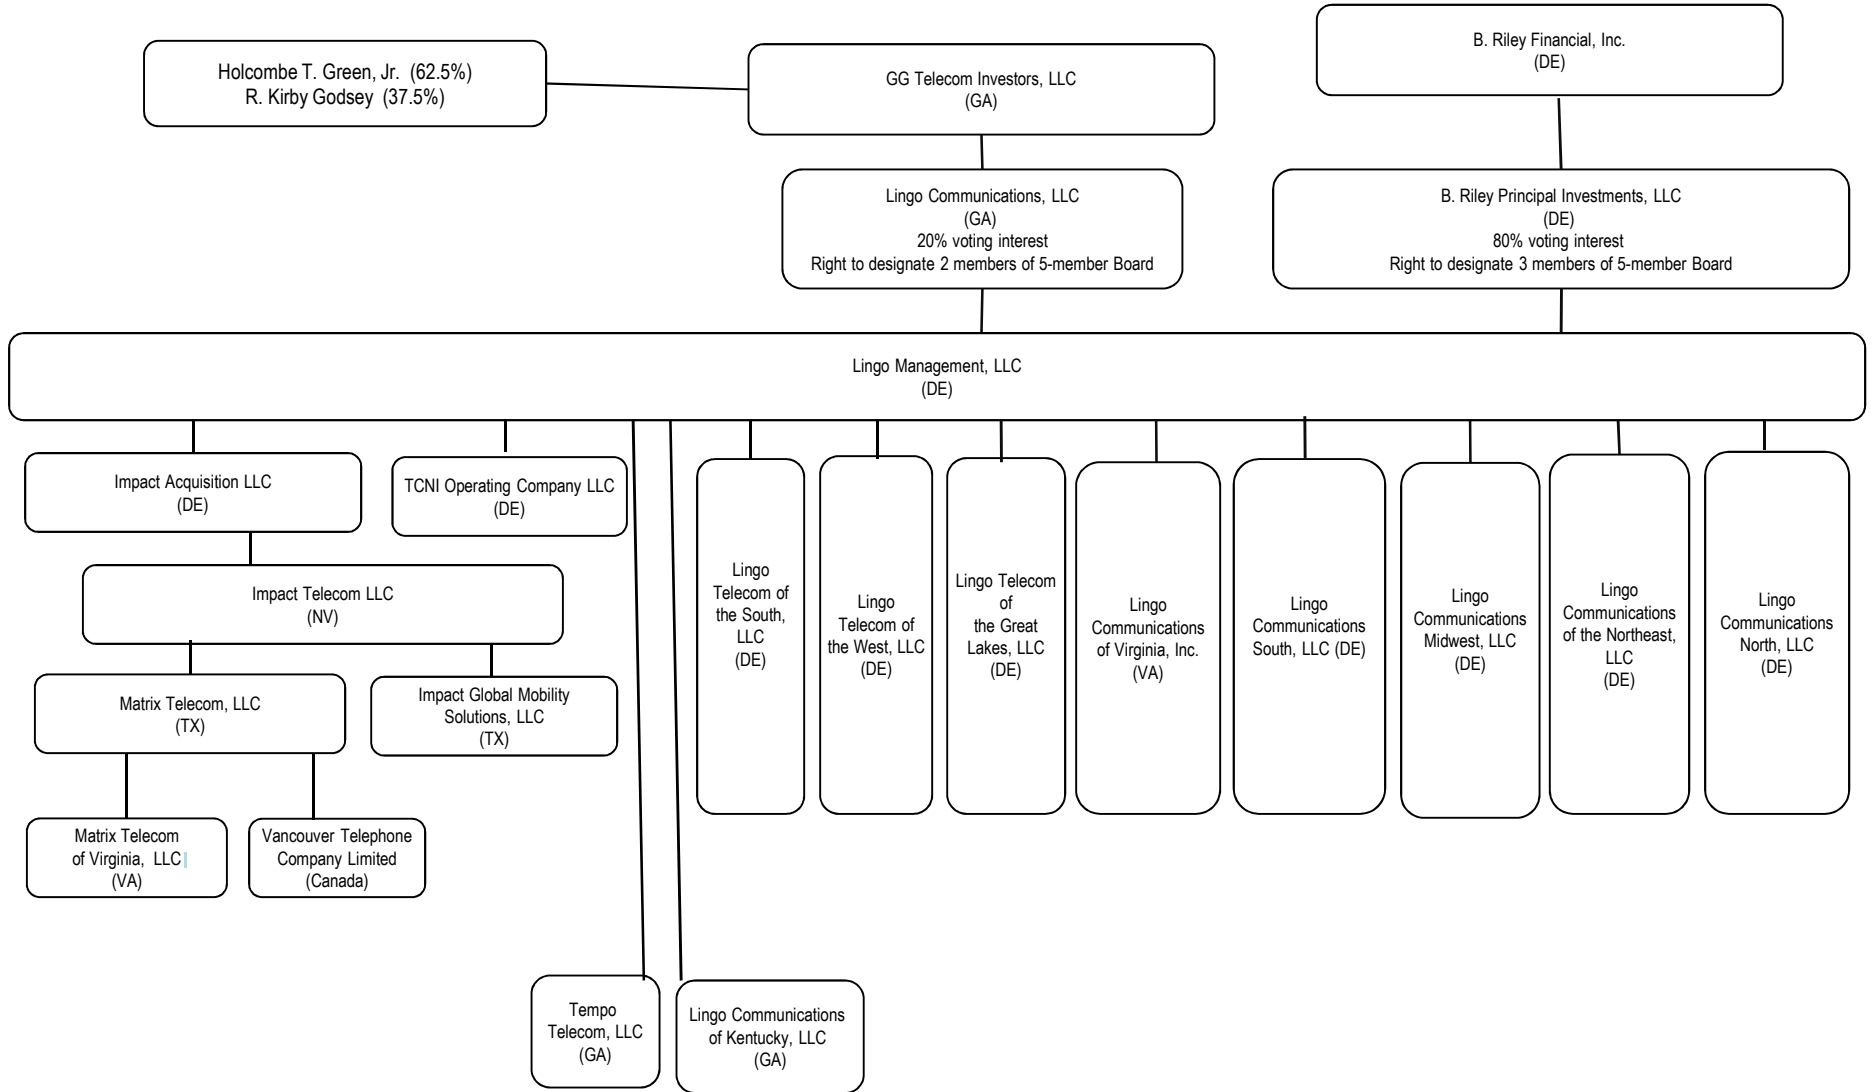 Holcombe T. Green, Jr. (62.5%)
R. Kirby Godsey (37.5%)
GG Telecom Investors, LLC
(GA)
B. Riley Financial, Inc.
(DE)
Lingo Communications, LLC
(GA)
20% voting interest
Right to designate 2 members of 5-member Board
B. Riley Principal Investments, LLC
(DE)
80% voting interest
Right to designate 3 members of 5-member Board
Lingo Management, LLC
(DE)
Impact Acquisition LLC
(DE)
TCNI Operating Company LLC
(DE)
Impact Telecom LLC
(NV)
Matrix Telecom, LLC
(TX)
Impact Global Mobility
Solutions, LLC
(TX)
Matrix Telecom
of Virginia, LLC
(VA)
Vancouver Telephone
Company Limited
(Canada)
Lingo
Telecom of
the South,
LLC
(DE)
Lingo
Telecom of
the West, LLC
(DE)
Lingo Telecom
of
the Great
Lakes, LLC
(DE)
Lingo
Communications
of Virginia, Inc.
(VA)
Lingo
Communications
South, LLC (DE)
Lingo
Communications
Midwest, LLC
(DE)
Lingo
Communications
of the Northeast,
LLC
(DE)
Lingo
Communications
North, LLC
(DE)
Tempo
Telecom, LLC
(GA)
Lingo Communications
of Kentucky, LLC
(GA)